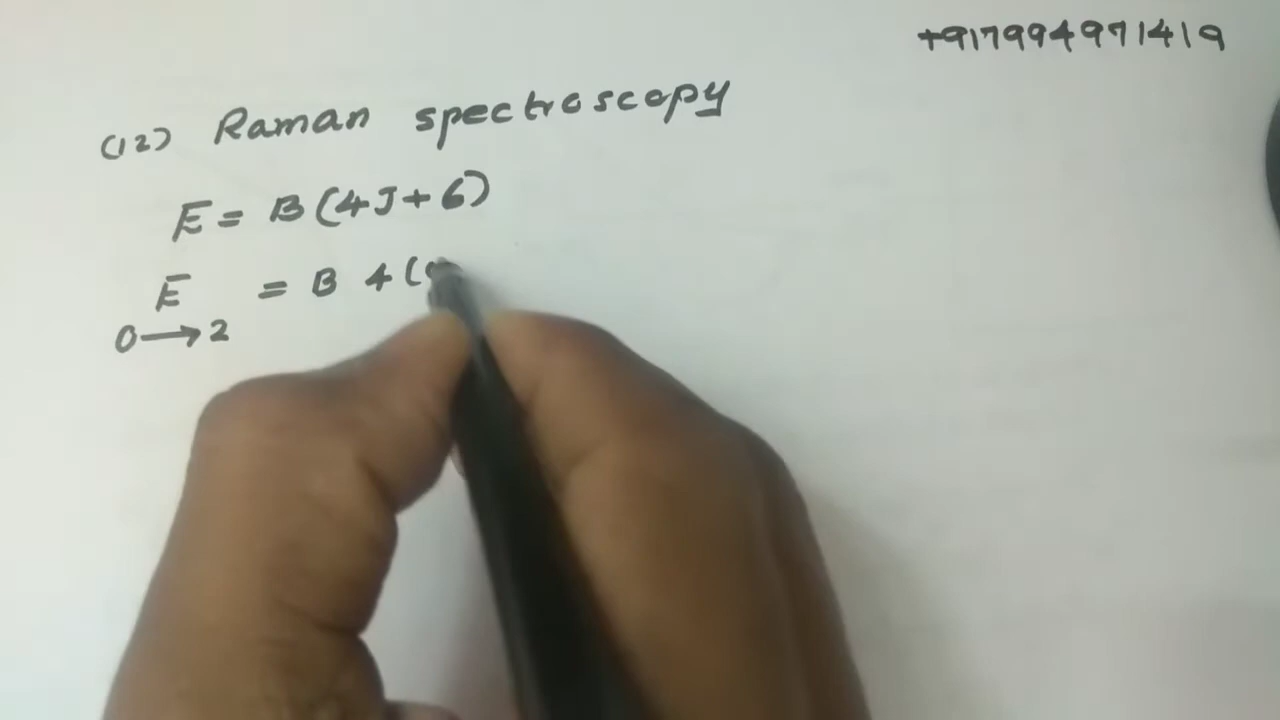 +917994971419
(12) Raman spectroscopy
E = B(4J+6)
E = B 4(
0→2